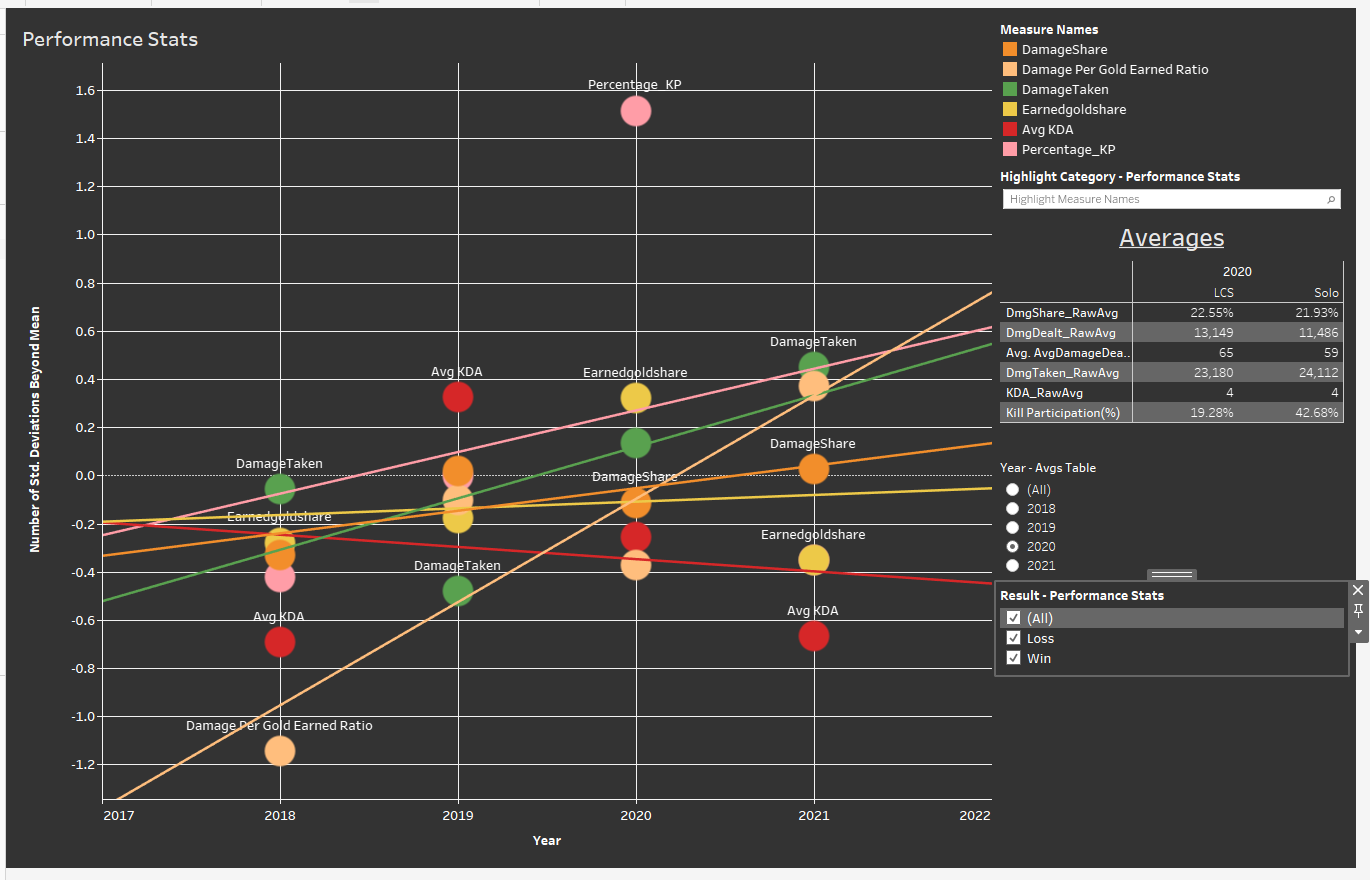 Performance Stats
Number of Std. Deviations Beyond Mean
1.6
1.4
1.2
1.0
0.8
0.6
0.4
0.2
0.0
-0.2
-0.4
-0.6
-0.8
-1.0
-1.2
Percentage_KP
DamageTaken
Avg KDA
Earnedgoldshare
DamageShare
DamageTaken
DamageShare
Earnedgoldshare
Earnedgoldshare
DamageTaken
Avg KDA
Avg KDA
Damage Per Gold Earned Ratio
2017
2018
2019
2020
2021
2022
Year
Measure Names
DamageShare
Damage Per Gold Earned Ratio
DamageTaken
Earnedgoldshare
Avg KDA
Percentage_KP
Highlight Category - Performance Stats
Highlight Measure Names
Averages
2020
LCS Solo
DmgShare_RawAvg 22.55% 21.93%
DmgDealt_RawAvg 13,149 11,486
Avg. AvgDamageDea.. 65 59
DmgTaken_RawAvg 23,180 24,112
KDA_RawAvg 4 4
Kill Participation(%) 19.28% 42.68%
Year - Avgs Table
(All)
2018
2019
2020
2021
Result - Performance Stats
(All)
Loss
Win